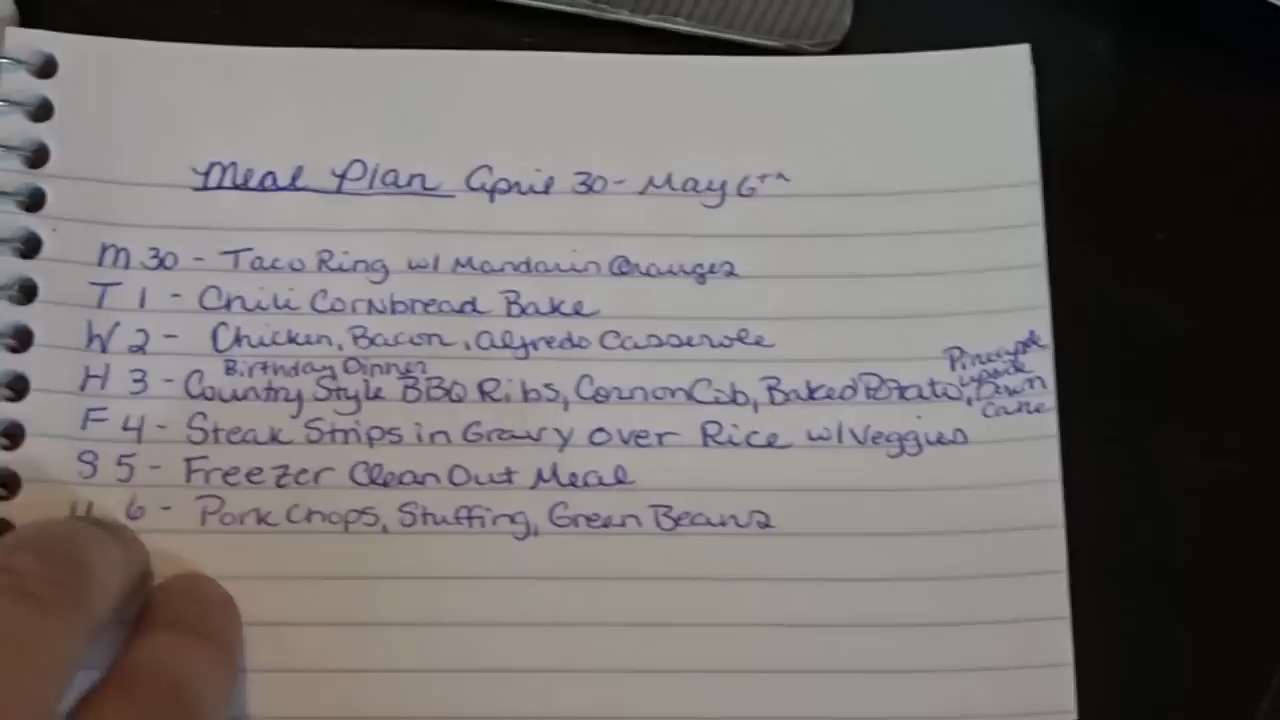 Meal Plan April 30 - May 6th
M 30 - Taco Ring w/ Mandarin Oranges
T 1 - Chili Cornbread Bake
W 2 - Chicken, Bacon, Alfredo Casserole
Birthday Dinner
H 3 - Country Style BBQ Ribs, Corn on Cob, Baked Potato, Pineapple Upside Down Cake
F 4 - Steak Strips in Gravy over Rice w/ Veggies
S 5 - Freezer Clean Out Meal
6 - Pork Chops, Stuffing, Green Beans